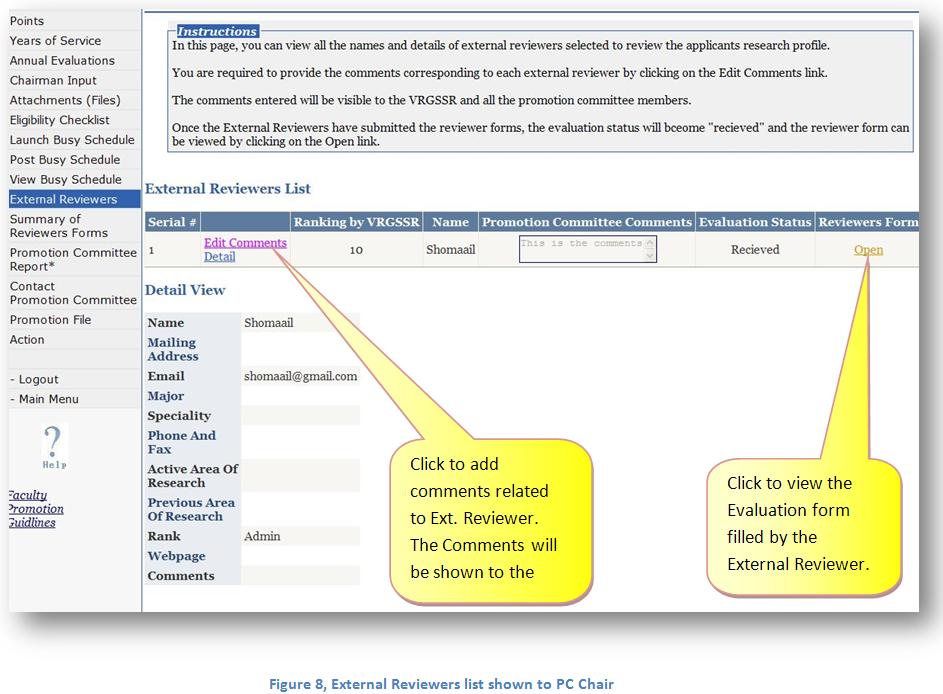 Points
Years of Service
Annual Evaluations
Chairman Input
Attachments (Files)
Eligibility Checklist
Launch Busy Schedule
Post Busy Schedule
View Busy Schedule
External Reviewers
Summary of
Reviewers Forms
Promotion Committee
Report*
Contact
Promotion Committee
Promotion File
Action
- Logout
- Main Menu
?
Help
Faculty
Promotion
Guidlines
Instructions
In this page, you can view all the names and details of external reviewers selected to review the applicants research profile.
You are required to provide the comments corresponding to each external reviewer by clicking on the Edit Comments link.
The comments entered will be visible to the VRGSSR and all the promotion committee members.
Once the External Reviewers have submitted the reviewer forms, the evaluation status will bceome "recieved" and the reviewer form can
be viewed by clicking on the Open link.
External Reviewers List
Serial # Ranking by VRGSSR Name Promotion Committee Comments Evaluation Status Reviewers Form
1 Edit Comments 10 Shomaail This is the comments Recieved Open
Detail
Detail View
Name Shomaail
Mailing
Address
Email shomaail@gmail.com
Major
Speciality
Phone And
Fax
Active Area Of
Research
Previous Area
Of Research
Rank Admin
Webpage
Comments
Click to add
comments related
to Ext. Reviewer.
The Comments will
be shown to the
Click to view the
Evaluation form
filled by the
External Reviewer.
Figure 8, External Reviewers list shown to PC Chair